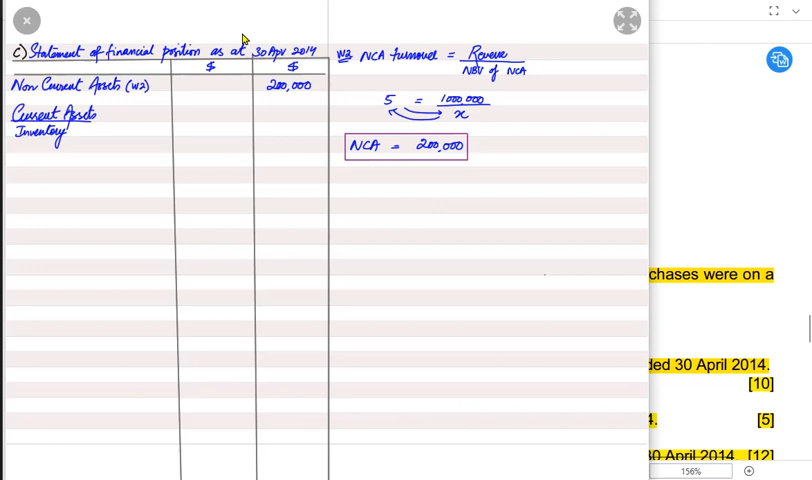 c) Statement of financial position as at 30 Apr 2014
$ $
Non Current Assets (W2) 200,000
Current Assets
Inventory
W2 NCA turnover = Revenue
NBV of NCA
5 = 1000,000
x
NCA = 200,000
chases were on a
ded 30 April 2014.
[10]
4. [5]
30 April 2014. [12]
156%